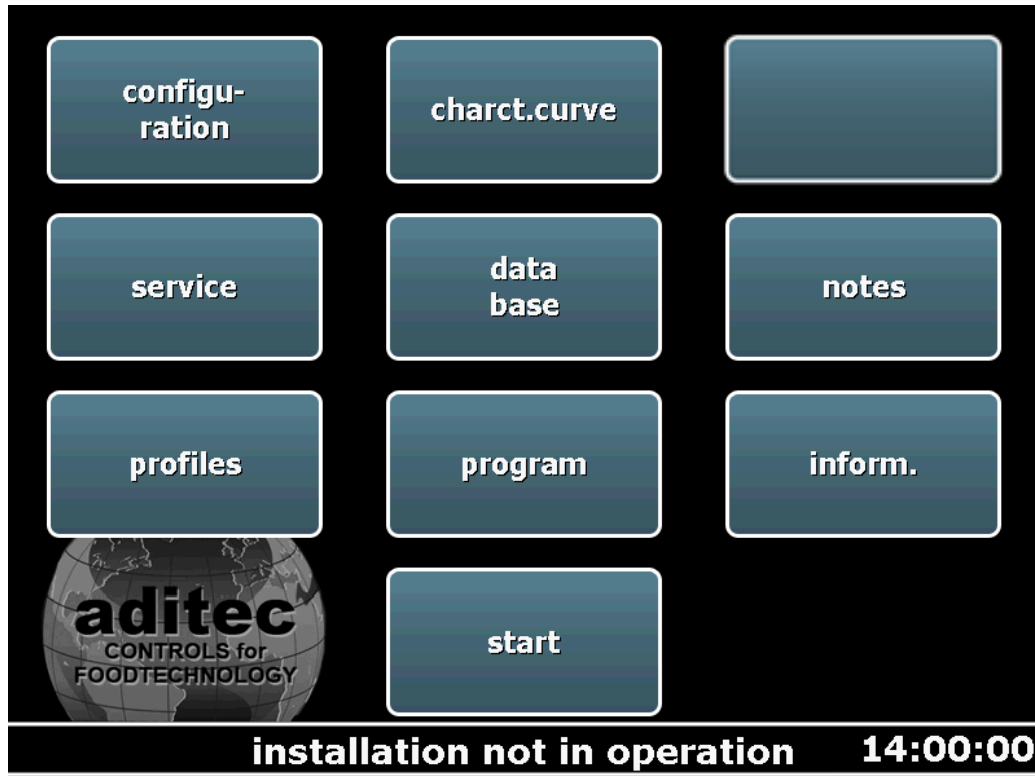 configu-
ration
charct.curve
service
data
base
notes
profiles
program
inform.
start
aditec
CONTROLS for
FOODTECHNOLOGY
installation not in operation
14:00:00